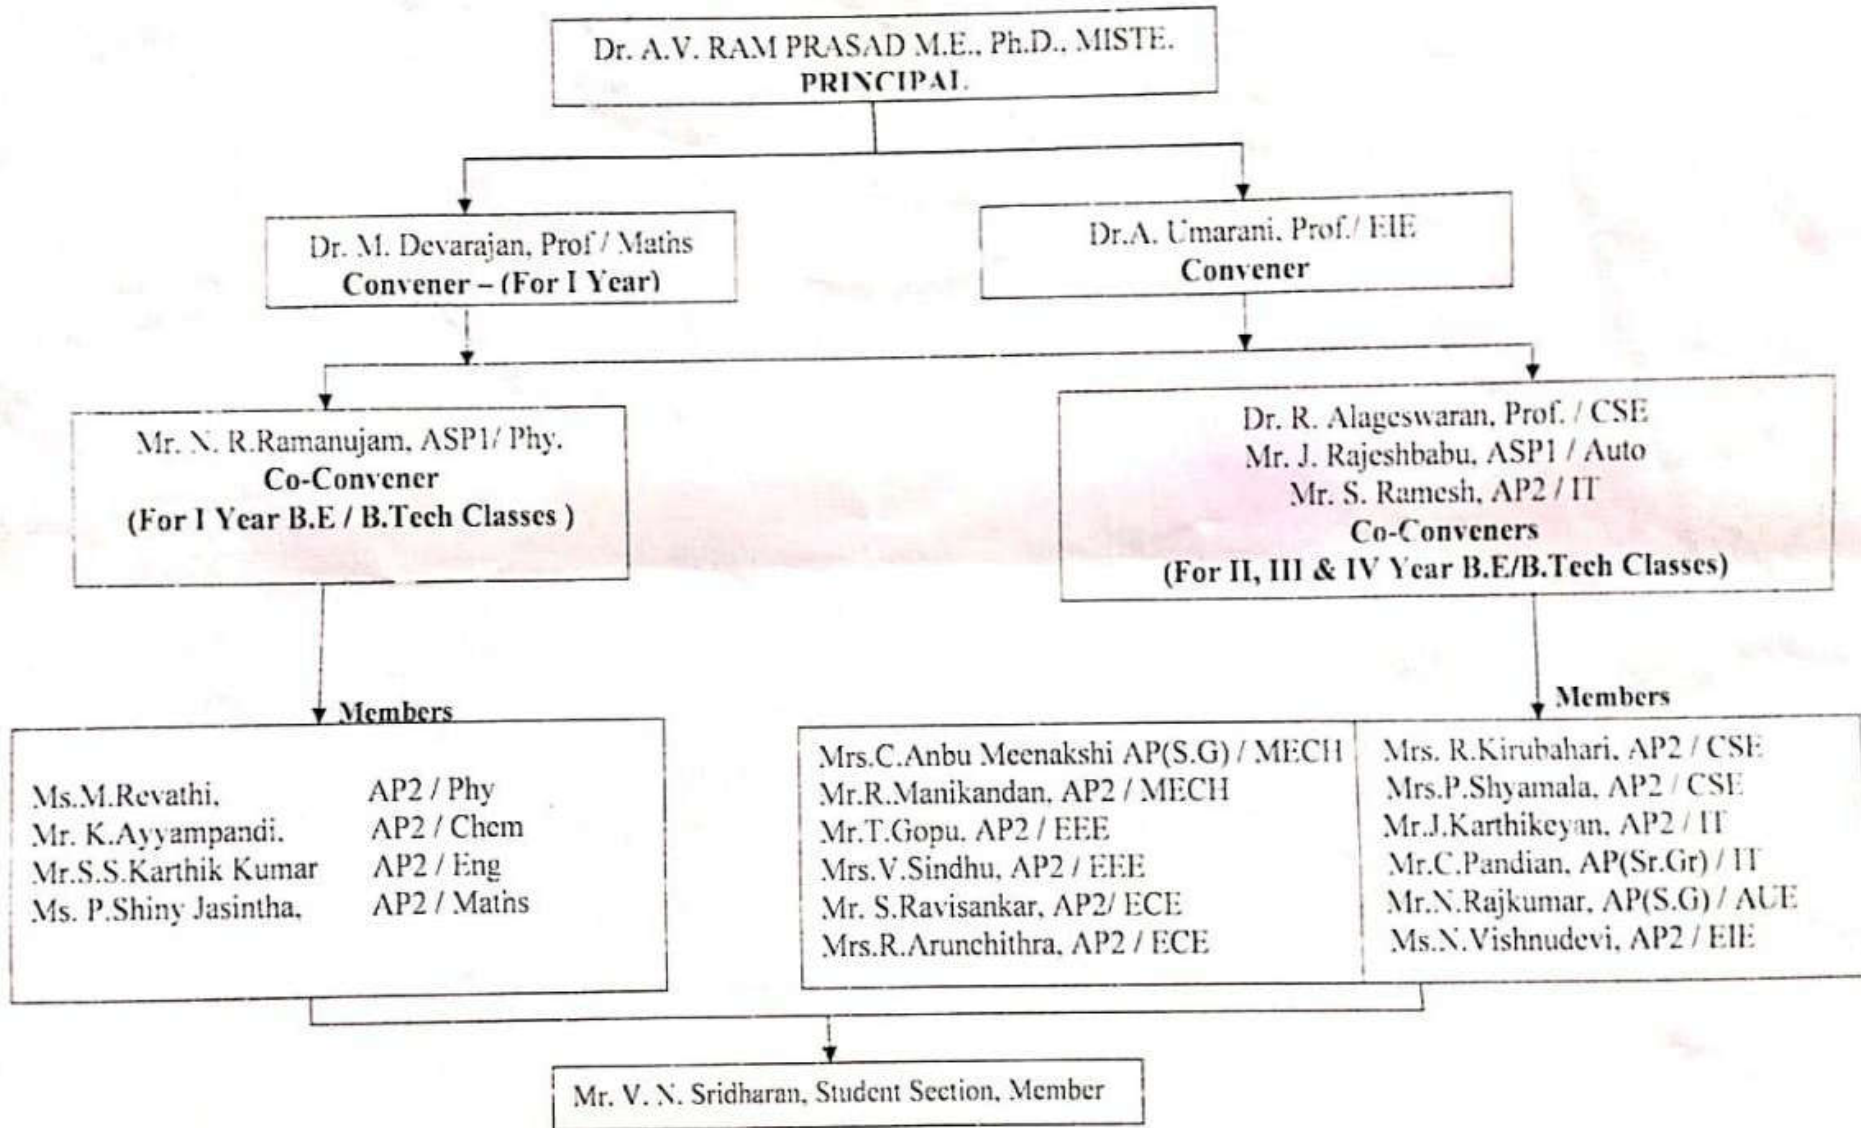 Dr. A.V. RAM PRASAD M.E., Ph.D., MISTE.
PRINCIPAL
Dr. M. Devarajan, Prof / Maths
Convener – (For I Year)
Dr.A. Umarani, Prof./ EIE
Convener
Mr. N. R.Ramanujam, ASP1/ Phy.
Co-Convener
(For I Year B.E / B.Tech Classes )
Dr. R. Alageswaran, Prof. / CSE
Mr. J. Rajeshbabu, ASP1 / Auto
Mr. S. Ramesh, AP2 / IT
Co-Conveners
(For II, III & IV Year B.E/B.Tech Classes)
Members
Ms.M.Revathi, AP2 / Phy
Mr. K.Ayyampandi. AP2 / Chem
Mr.S.S.Karthik Kumar AP2 / Eng
Ms. P.Shiny Jasintha, AP2 / Maths
Members
Mrs.C.Anbu Meenakshi AP(S.G) / MECH
Mr.R.Manikandan, AP2 / MECH
Mr.T.Gopu, AP2 / EEE
Mrs.V.Sindhu, AP2 / EEE
Mr. S.Ravisankar, AP2/ ECE
Mrs.R.Arunchithra, AP2 / ECE
Mrs. R.Kirubahari, AP2 / CSE
Mrs.P.Shyamala, AP2 / CSE
Mr.J.Karthikeyan, AP2 / IT
Mr.C.Pandian, AP(Sr.Gr) / IT
Mr.N.Rajkumar, AP(S.G) / AUE
Ms.N.Vishnudevi, AP2 / EIE
Mr. V. N. Sridharan, Student Section, Member